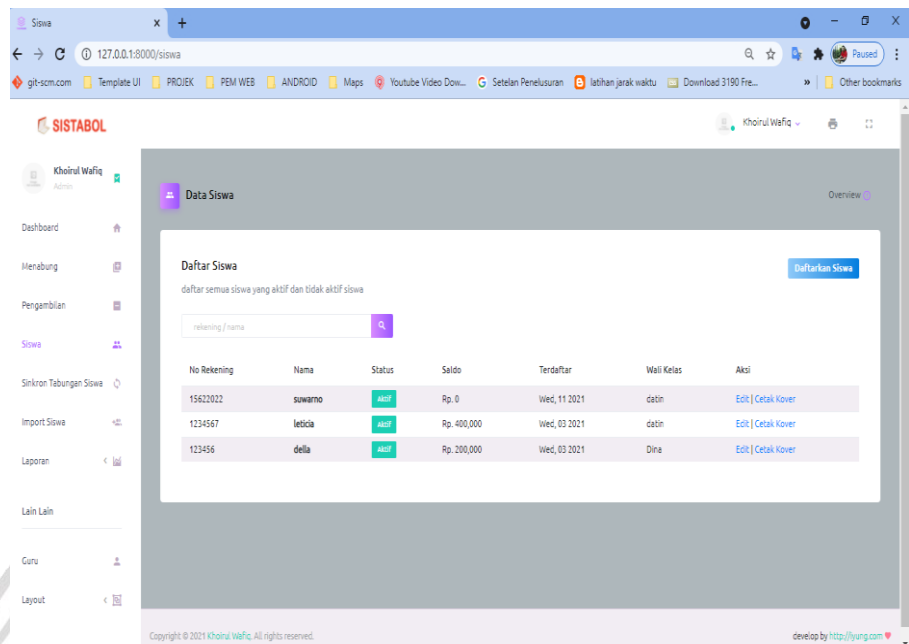 Siswa
127.0.0.1:8000/siswa
Paused
git-scm.com Template UI PROJEK PEM WEB ANDROID Maps Youtube Video Dow... Setelan Penelusuran latihan jarak waktu Download 3190 Fre... » Other bookmarks
SISTABOL
Khoirul Wafiq
Khoirul Wafiq
Admin
Dashboard
Menabung
Pengambilan
Siswa
Sinkron Tabungan Siswa
Import Siswa
Laporan
Lain Lain
Guru
Layout
Data Siswa
Overview
Daftar Siswa
Daftarkan Siswa
daftar semua siswa yang aktif dan tidak aktif siswa
rekening / nama
No Rekening Nama Status Saldo Terdaftar Wali Kelas Aksi
15622022 suwarno Aktif Rp. 0 Wed, 11 2021 datin Edit | Cetak Kover
1234567 leticia Aktif Rp. 400,000 Wed, 03 2021 datin Edit | Cetak Kover
123456 della Aktif Rp. 200,000 Wed, 03 2021 Dina Edit | Cetak Kover
Copyright © 2021 Khoirul Wafiq. All rights reserved.
develop by http://iyung.com